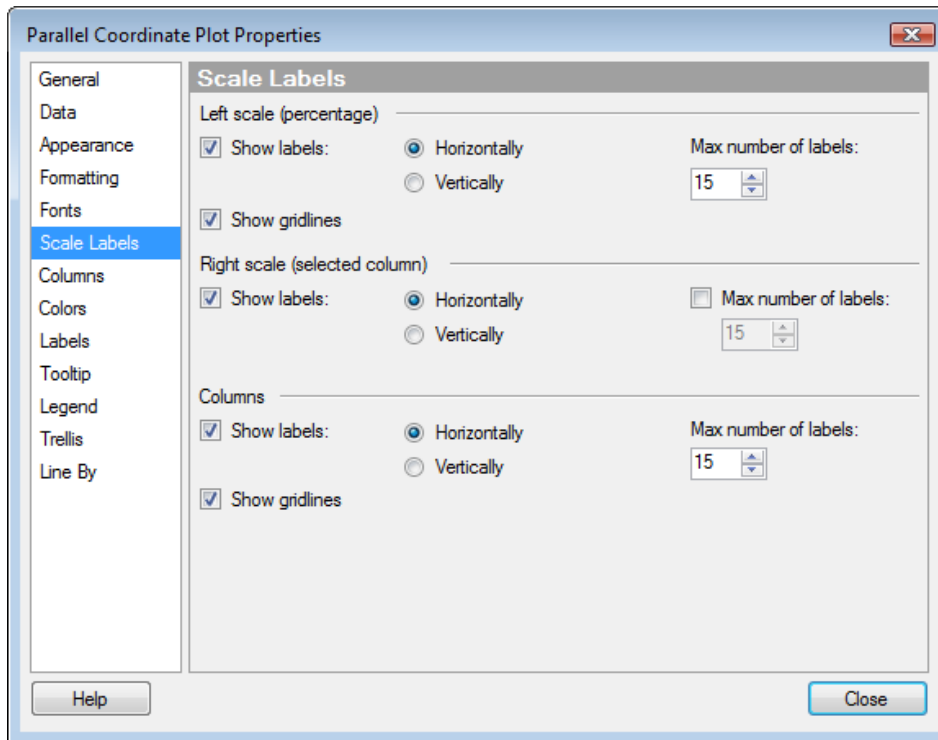 Parallel Coordinate Plot Properties
General
Data
Appearance
Formatting
Fonts
Scale Labels
Columns
Colors
Labels
Tooltip
Legend
Trellis
Line By
Scale Labels
Left scale (percentage)
Show labels: Horizontally Max number of labels:
Vertically 15
Show gridlines
Right scale (selected column)
Show labels: Horizontally Max number of labels:
Vertically 15
Columns
Show labels: Horizontally Max number of labels:
Vertically 15
Show gridlines
Help Close